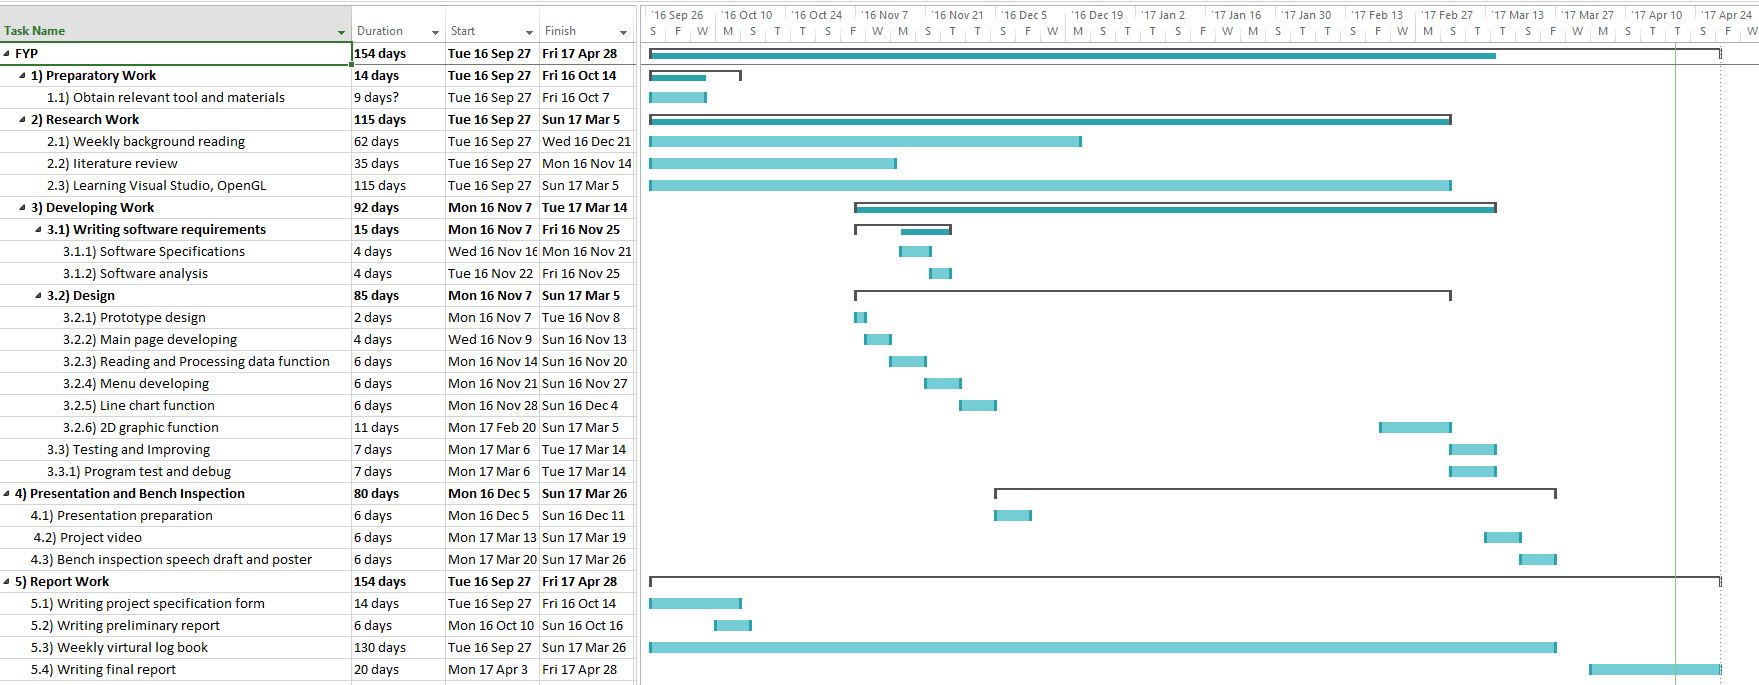 '16 Sep 26 '16 Oct 10 '16 Oct 24 '16 Nov 7 '16 Nov 21 '16 Dec 5 '16 Dec 19 '17 Jan 2 '17 Jan 16 '17 Jan 30 '17 Feb 13 '17 Feb 27 '17 Mar 13 '17 Mar 27 '17 Apr 10 '17 Apr 24
Task Name Duration Start Finish S F W M S T T S F W M S T T S F W M S T T S F W M S T T S F W M S T T S F W
FYP 154 days Tue 16 Sep 27 Fri 17 Apr 28
1) Preparatory Work 14 days Tue 16 Sep 27 Fri 16 Oct 14
1.1) Obtain relevant tool and materials 9 days? Tue 16 Sep 27 Fri 16 Oct 7
2) Research Work 115 days Tue 16 Sep 27 Sun 17 Mar 5
2.1) Weekly background reading 62 days Tue 16 Sep 27 Wed 16 Dec 21
2.2) Iiterature review 35 days Tue 16 Sep 27 Mon 16 Nov 14
2.3) Learning Visual Studio, OpenGL 115 days Tue 16 Sep 27 Sun 17 Mar 5
3) Developing Work 92 days Mon 16 Nov 7 Tue 17 Mar 14
3.1) Writing software requirements 15 days Mon 16 Nov 7 Fri 16 Nov 25
3.1.1) Software Specifications 4 days Wed 16 Nov 16 Mon 16 Nov 21
3.1.2) Software analysis 4 days Tue 16 Nov 22 Fri 16 Nov 25
3.2) Design 85 days Mon 16 Nov 7 Sun 17 Mar 5
3.2.1) Prototype design 2 days Mon 16 Nov 7 Tue 16 Nov 8
3.2.2) Main page developing 4 days Wed 16 Nov 9 Sun 16 Nov 13
3.2.3) Reading and Processing data function 6 days Mon 16 Nov 14 Sun 16 Nov 20
3.2.4) Menu developing 6 days Mon 16 Nov 21 Sun 16 Nov 27
3.2.5) Line chart function 6 days Mon 16 Nov 28 Sun 16 Dec 4
3.2.6) 2D graphic function 11 days Mon 17 Feb 20 Sun 17 Mar 5
3.3) Testing and Improving 7 days Mon 17 Mar 6 Tue 17 Mar 14
3.3.1) Program test and debug 7 days Mon 17 Mar 6 Tue 17 Mar 14
4) Presentation and Bench Inspection 80 days Mon 16 Dec 5 Sun 17 Mar 26
4.1) Presentation preparation 6 days Mon 16 Dec 5 Sun 16 Dec 11
4.2) Project video 6 days Mon 17 Mar 13 Sun 17 Mar 19
4.3) Bench inspection speech draft and poster 6 days Mon 17 Mar 20 Sun 17 Mar 26
5) Report Work 154 days Tue 16 Sep 27 Fri 17 Apr 28
5.1) Writing project specification form 14 days Tue 16 Sep 27 Fri 16 Oct 14
5.2) Writing preliminary report 6 days Mon 16 Oct 10 Sun 16 Oct 16
5.3) Weekly virtural log book 130 days Tue 16 Sep 27 Sun 17 Mar 26
5.4) Writing final report 20 days Mon 17 Apr 3 Fri 17 Apr 28